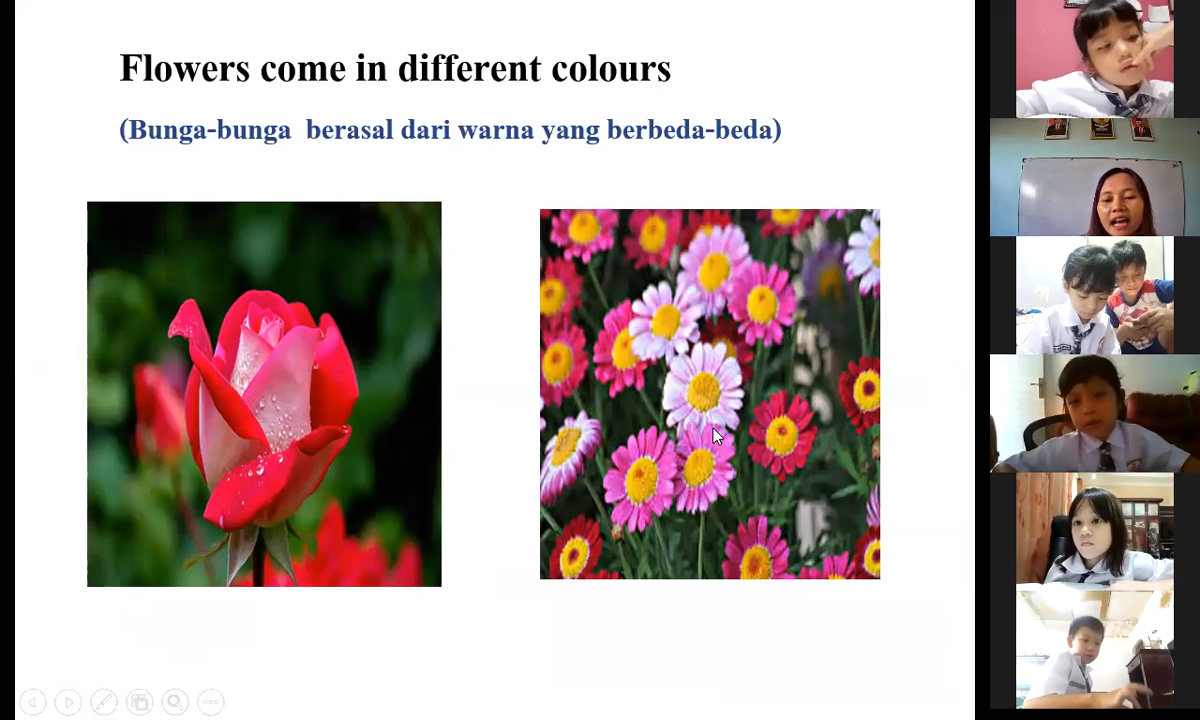 Flowers come in different colours
(Bunga-bunga berasal dari warna yang berbeda-beda)